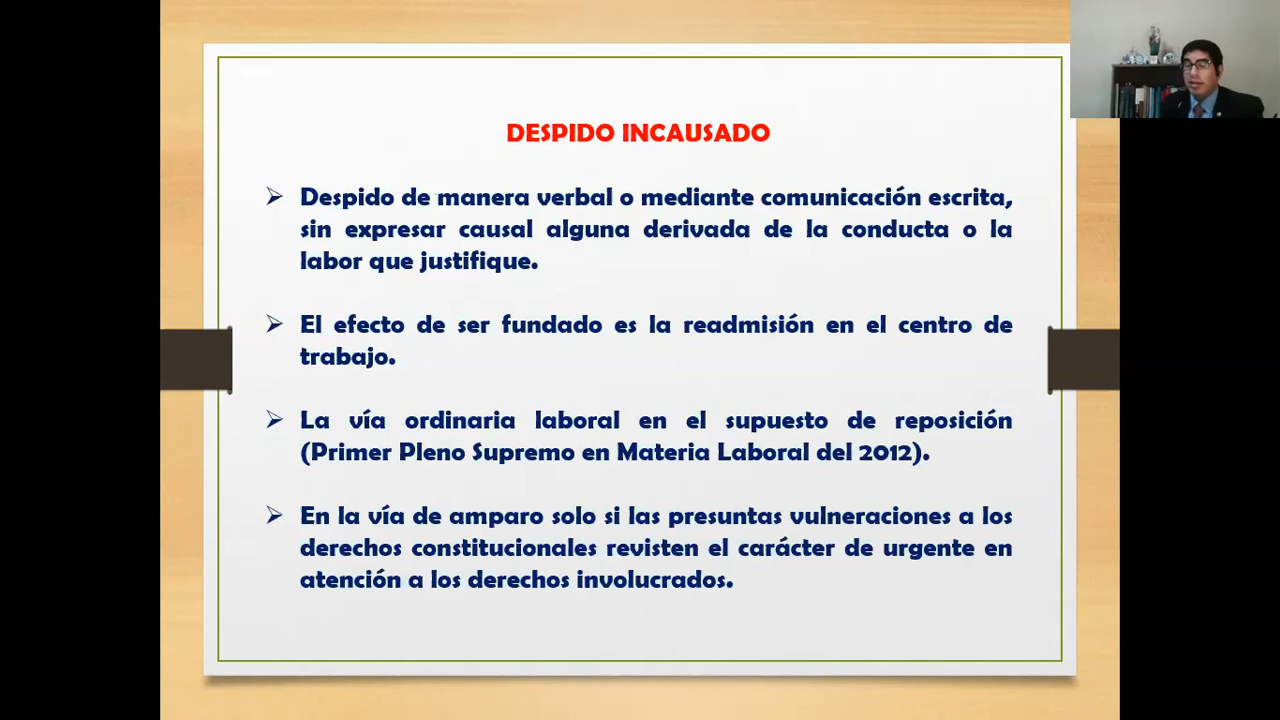 DESPIDO INCAUSADO
Despido de manera verbal o mediante comunicación escrita,
sin expresar causal alguna derivada de la conducta o la
labor que justifique.
El efecto de ser fundado es la readmisión en el centro de
trabajo.
La vía ordinaria laboral en el supuesto de reposición
(Primer Pleno Supremo en Materia Laboral del 2012).
En la vía de amparo solo si las presuntas vulneraciones a los
derechos constitucionales revisten el carácter de urgente en
atención a los derechos involucrados.